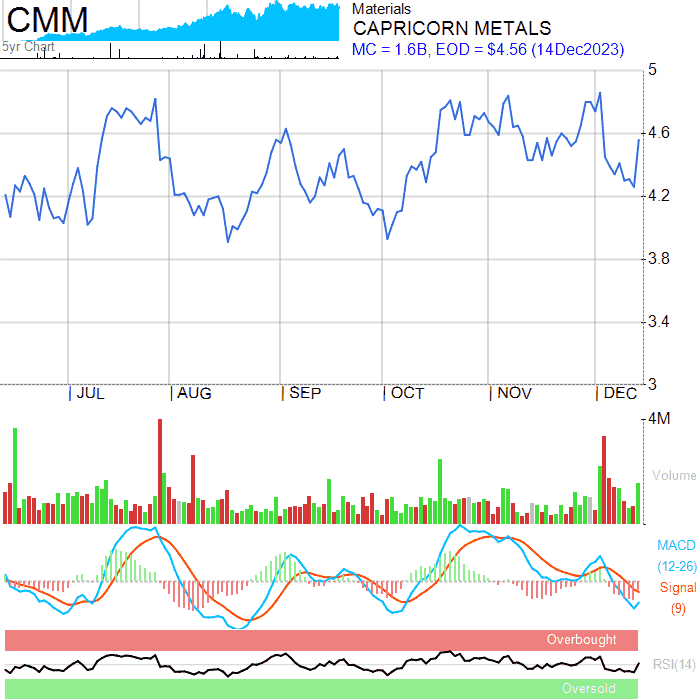 CMM
5yr Chart
Materials
CAPRICORN METALS
MC = 1.6B, EOD = $4.56 (14Dec2023)
5
4.6
4.2
3.8
3.4
3
JUL
AUG
SEP
OCT
NOV
DEC
4M
Volume
MACD
(12-26)
Signal
(9)
Overbought
RSI(14)
Oversold